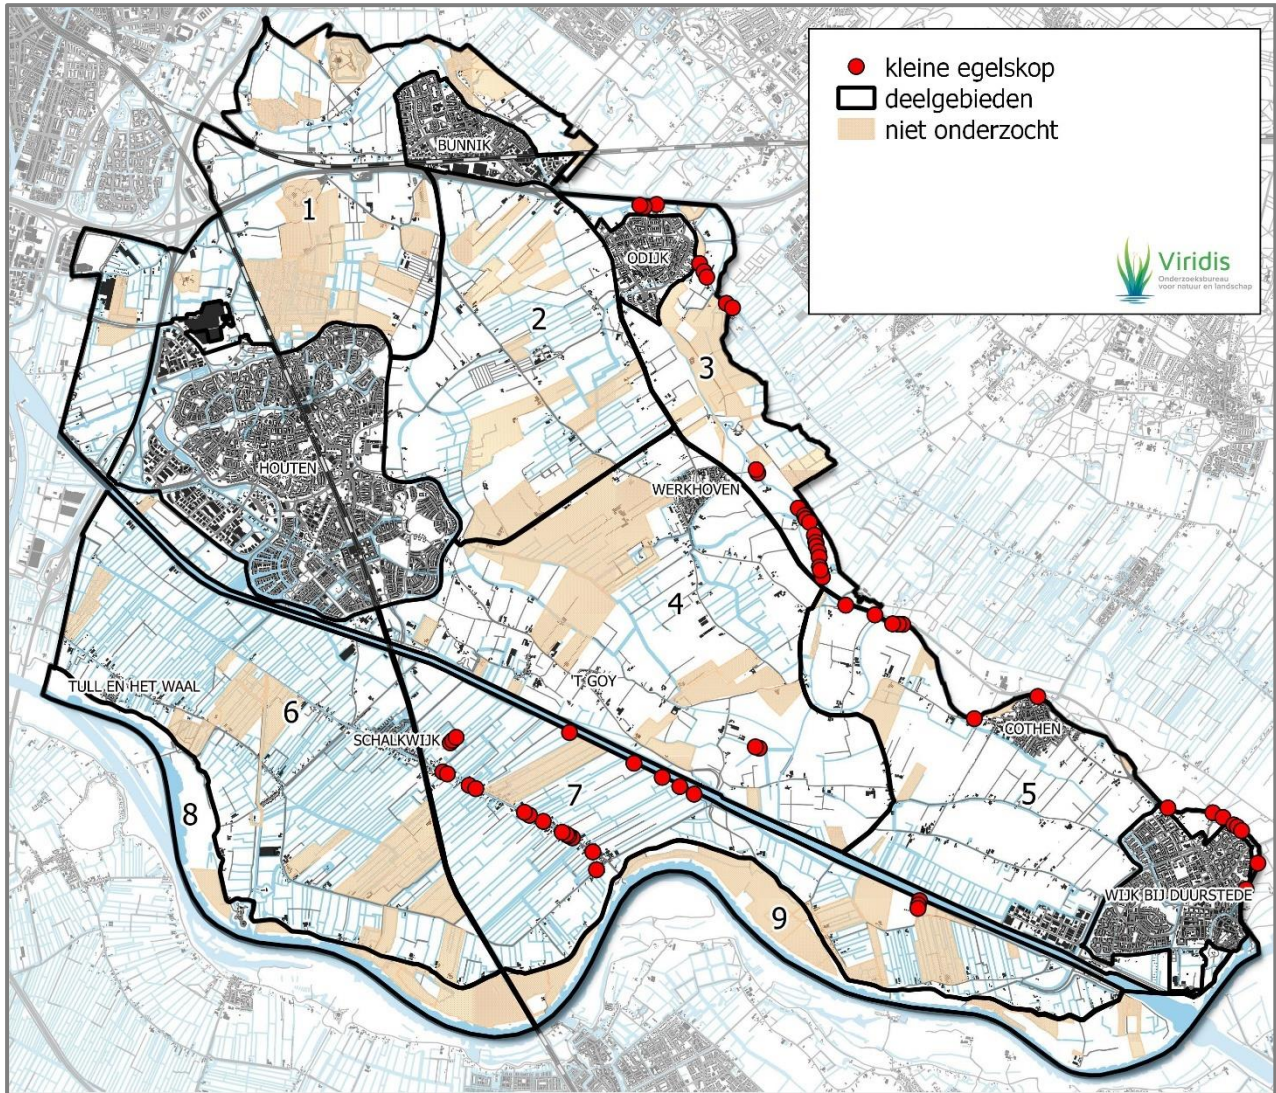 kleine egelskop
deelgebieden
niet onderzocht
Viridis
Onderzoeksbureau
voor natuur en landschap
BUNNIK
1
ODIJK
2
3
HOUTEN
WERKHOVEN
4
'T GOY
TULL EN HET WAAL
6
SCHALKWIJK
COTHEN
5
7
8
WIJK BIJ DUURSTEDE
9